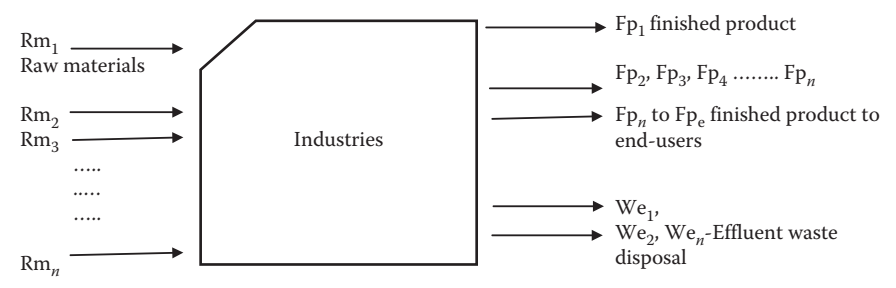 Rm₁
Raw materials
Rm₂
Rm₃
.....
.....
.....
Rmₙ
Industries
Fp₁ finished product
Fp₂, Fp₃, Fp₄ ........ Fpₙ
Fpₙ to Fpₑ finished product to
end-users
We₁,
We₂, Weₙ-Effluent waste
disposal